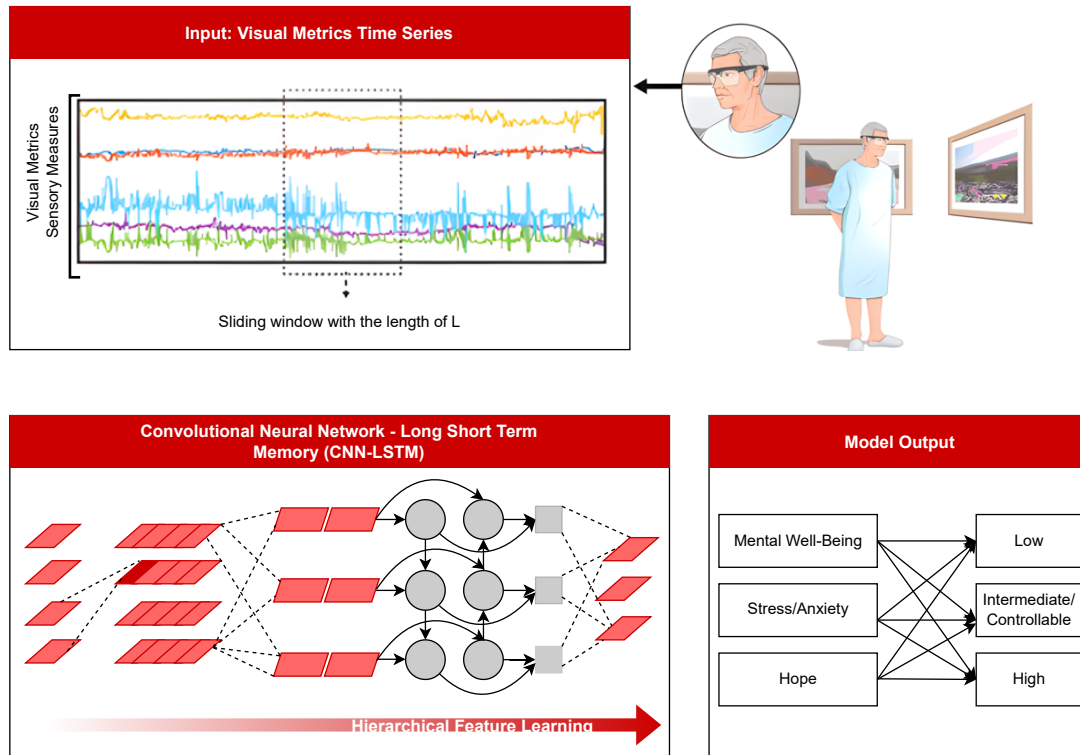 Input: Visual Metrics Time Series
Visual Metrics
Sensory Measures
Sliding window with the length of L
Convolutional Neural Network - Long Short Term
Memory (CNN-LSTM)
Hierarchical Feature Learning
Model Output
Mental Well-Being
Low
Stress/Anxiety
Intermediate/
Controllable
Hope
High